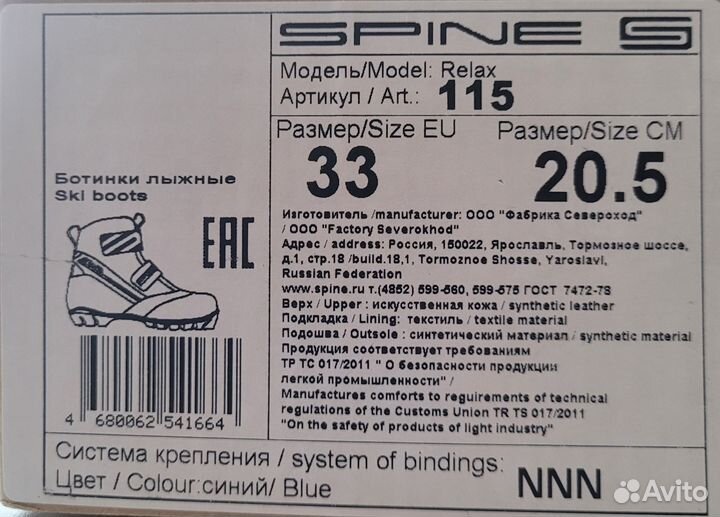 SPINE S
Модель/Model: Relax
Артикул / Art.: 115
Размер/Size EU Размер/Size CM
33 20.5
Ботинки лыжные
Ski boots
EAC
Изготовитель /manufacturer: ООО "Фабрика Североход"
/ ООО "Factory Severokhod"
Адрес / address: Россия, 150022, Ярославль, Тормозное шоссе,
д.1, стр.18 /build.18,1, Tormoznoe Shosse, Yaroslavl,
Russian Federation
www.spine.ru т.(4852) 599-560, 599-575 ГОСТ 7472-78
Верх / Upper : искусственная кожа / synthetic leather
Подкладка / Lining: текстиль / textile material
Подошва / Outsole : синтетический материал / synthetic material
Продукция соответствует требованиям
ТР ТС 017/2011 " О безопасности продукции
легкой промышленности" /
Manufactures comforts to reguirements of technical
regulations of the Customs Union TR TS 017/2011
"On the safety of products of light industry"
4 680062 541664
Система крепления / system of bindings: NNN
Цвет / Colour:синий/ Blue
Avito